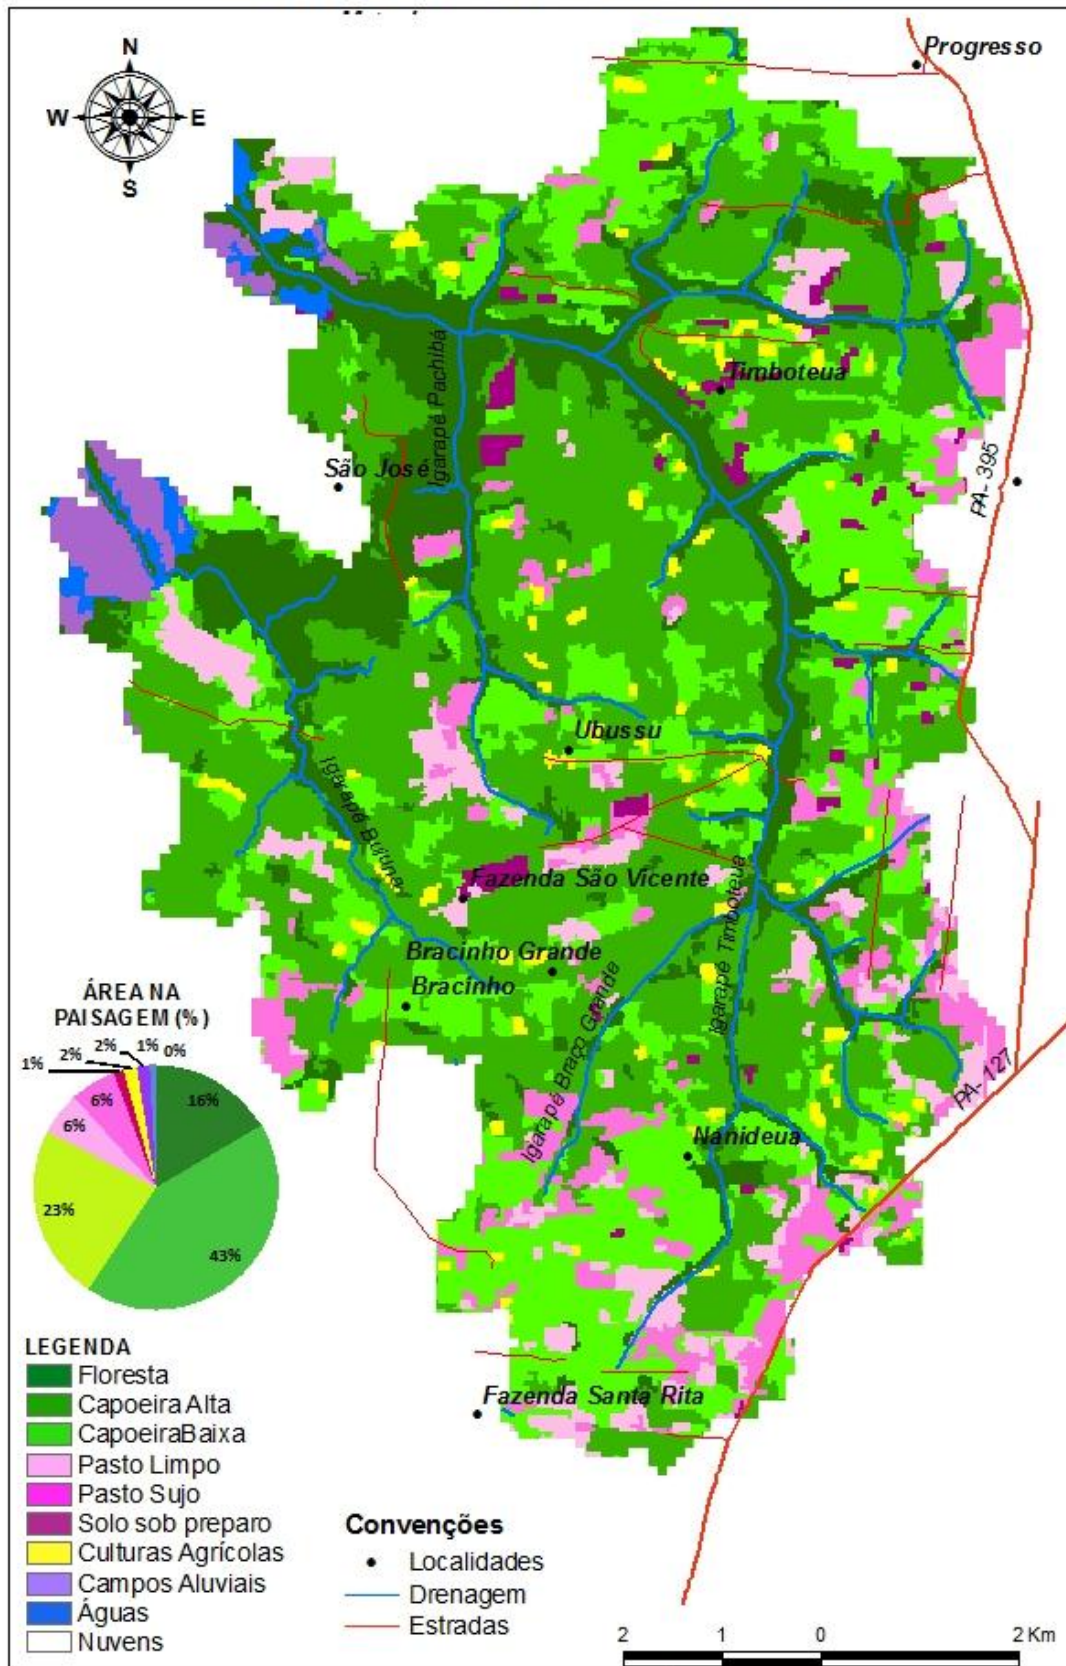 N
Progresso
W
E
S
Timboteua
Igarapé Pachibá
São José
PA-395
Ubussu
Igarapé Buiuna
Fazenda São Vicente
Igarapé Timboteua
Bracinho Grande
Bracinho
Igarapé Braço Grande
PA-127
Nanideua
Fazenda Santa Rita
ÁREA NA
PAISAGEM (%)
1%
2%
2%
1%
0%
6%
6%
16%
23%
43%
LEGENDA
Floresta
Capoeira Alta
CapoeiraBaixa
Pasto Limpo
Pasto Sujo
Solo sob preparo
Culturas Agrícolas
Campos Aluviais
Águas
Nuvens
Convenções
Localidades
Drenagem
Estradas
2 1 0 2 Km